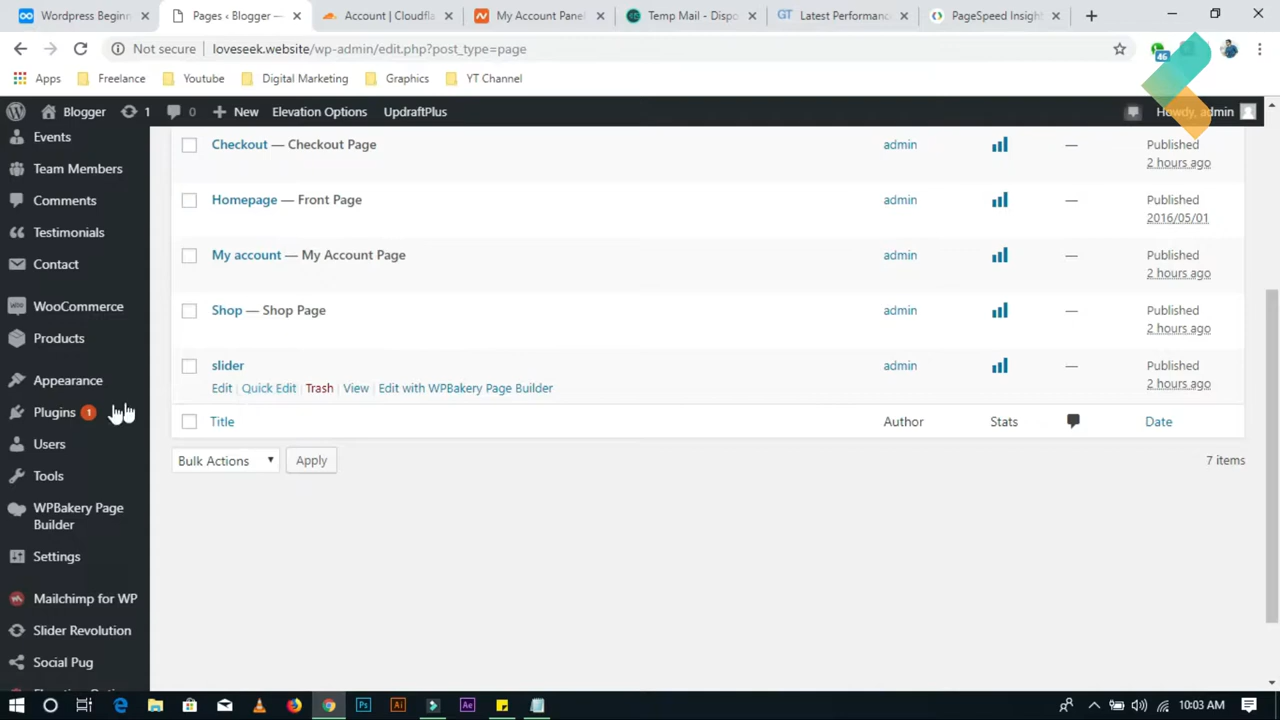 Wordpress Beginn
Pages ‹ Blogger —
Account | Cloudfla
My Account Panel
Temp Mail - Dispo
GT
Latest Performanc
PageSpeed Insigh
Not secure
loveseek.website/wp-admin/edit.php?post_type=page
46
Apps
Freelance
Youtube
Digital Marketing
Graphics
YT Channel
Blogger
1
0
New
Elevation Options
UpdraftPlus
Howdy, admin
Events
Team Members
Comments
Testimonials
Contact
WooCommerce
Products
Appearance
Plugins 1
Users
Tools
WPBakery Page
Builder
Settings
Mailchimp for WP
Slider Revolution
Social Pug
Checkout — Checkout Page
admin
—
Published
2 hours ago
Homepage — Front Page
admin
—
Published
2016/05/01
My account — My Account Page
admin
—
Published
2 hours ago
Shop — Shop Page
admin
—
Published
2 hours ago
slider
admin
—
Published
2 hours ago
Edit | Quick Edit | Trash | View | Edit with WPBakery Page Builder
Title
Author
Stats
Date
Bulk Actions
Apply
7 items
Ps
Ai
Ae
10:03 AM